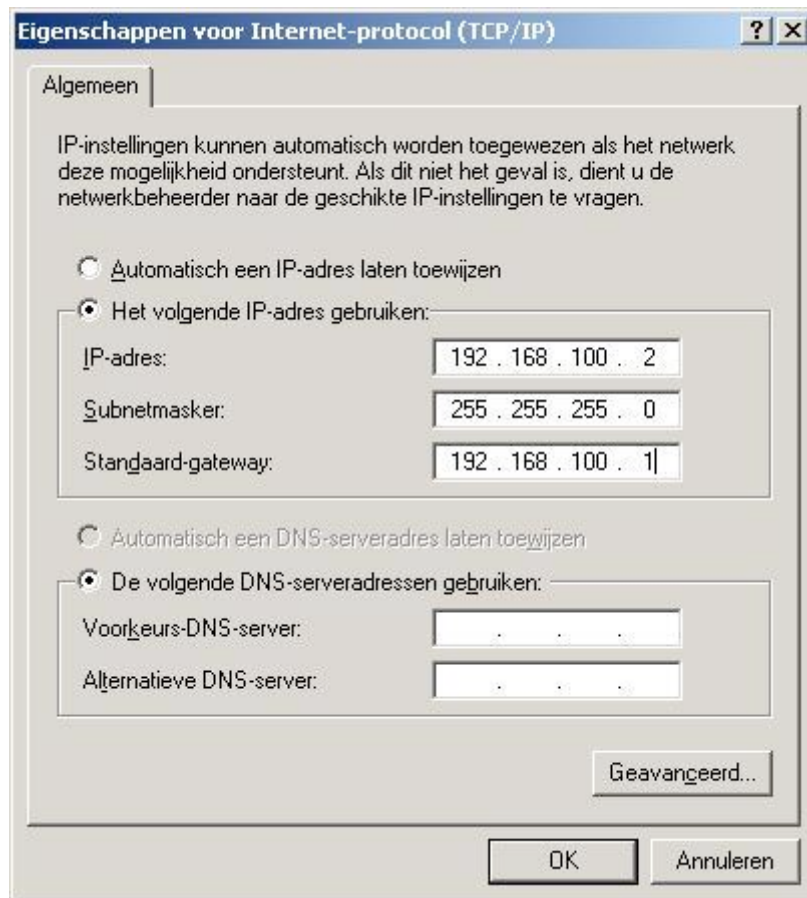 Eigenschappen voor Internet-protocol (TCP/IP)
Algemeen
IP-instellingen kunnen automatisch worden toegewezen als het netwerk
deze mogelijkheid ondersteunt. Als dit niet het geval is, dient u de
netwerkbeheerder naar de geschikte IP-instellingen te vragen.
Automatisch een IP-adres laten toewijzen
Het volgende IP-adres gebruiken:
IP-adres: 192 . 168 . 100 . 2
Subnetmasker: 255 . 255 . 255 . 0
Standaard-gateway: 192 . 168 . 100 . 1
Automatisch een DNS-serveradres laten toewijzen
De volgende DNS-serveradressen gebruiken:
Voorkeurs-DNS-server: . . .
Alternatieve DNS-server: . . .
Geavanceerd...
OK Annuleren